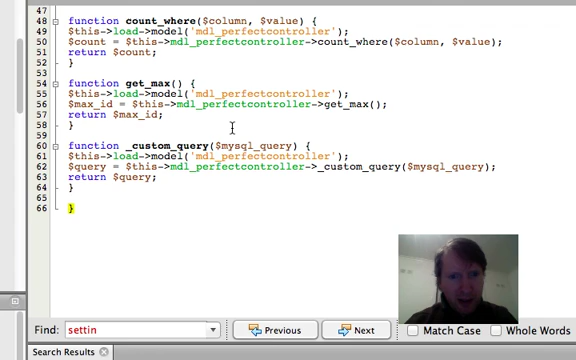 47
48 function count_where($column, $value) {
49 $this->load->model('mdl_perfectcontroller');
50 $count = $this->mdl_perfectcontroller->count_where($column, $value);
51 return $count;
52 }
53
54 function get_max() {
55 $this->load->model('mdl_perfectcontroller');
56 $max_id = $this->mdl_perfectcontroller->get_max();
57 return $max_id;
58 }
59
60 function _custom_query($mysql_query) {
61 $this->load->model('mdl_perfectcontroller');
62 $query = $this->mdl_perfectcontroller->_custom_query($mysql_query);
63 return $query;
64 }
65
66 }
Find: settin Previous Next Match Case Whole Words
Search Results